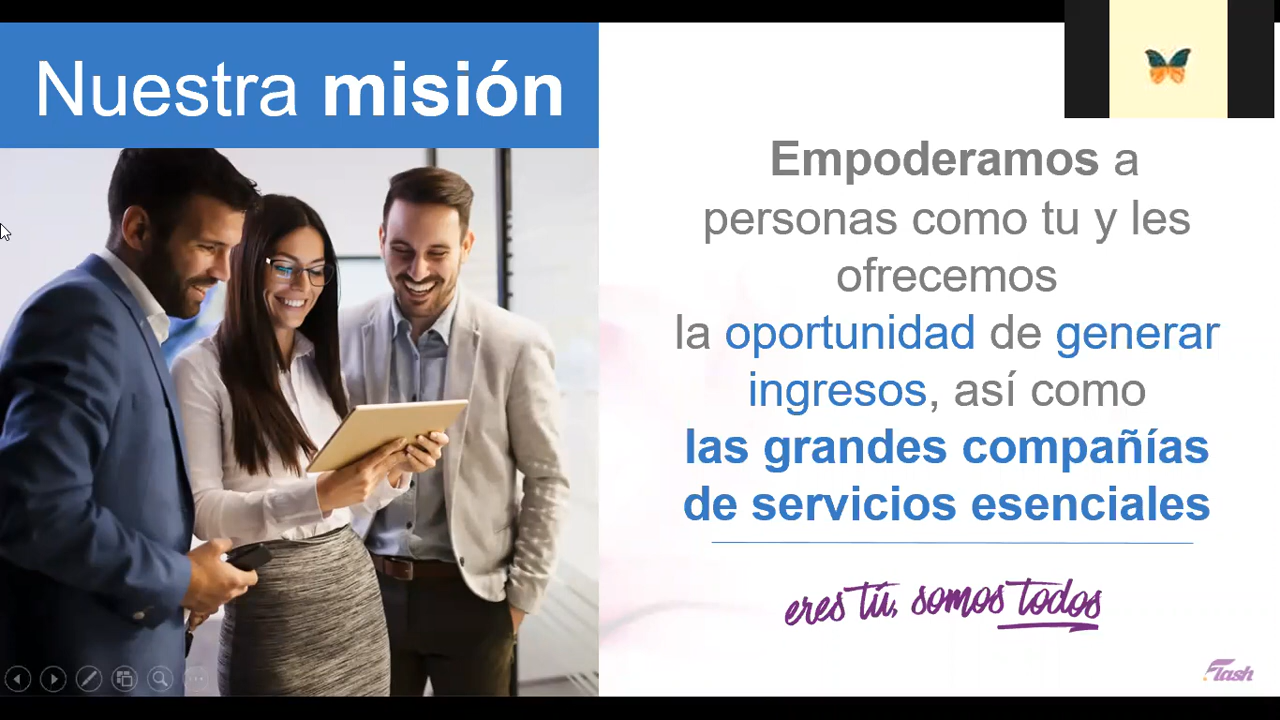 Nuestra misión
Empoderamos a
personas como tu y les
ofrecemos
la oportunidad de generar
ingresos, así como
las grandes compañías
de servicios esenciales
eres tú, somos todos
Flash